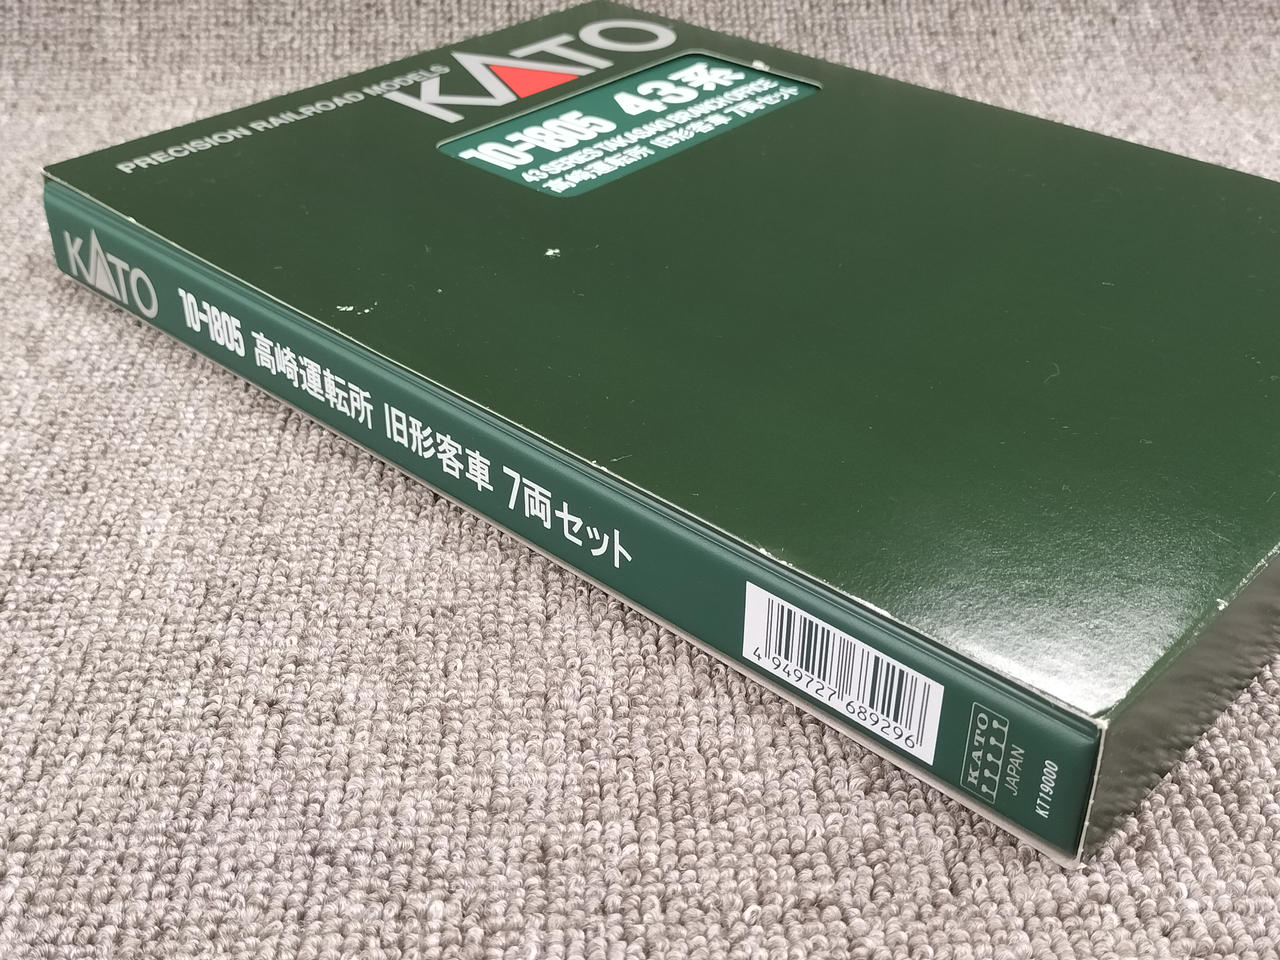 PRECISION RAILROAD MODELS
KATO
10-1805 43系
43 SERIES TAKASAKI BRANCH OFFICE
高崎運転所 旧形客車 7両セット
KATO 10-1805 高崎運転所 旧形客車 7両セット
4 949727 689296
KATO
JAPAN
KT19000